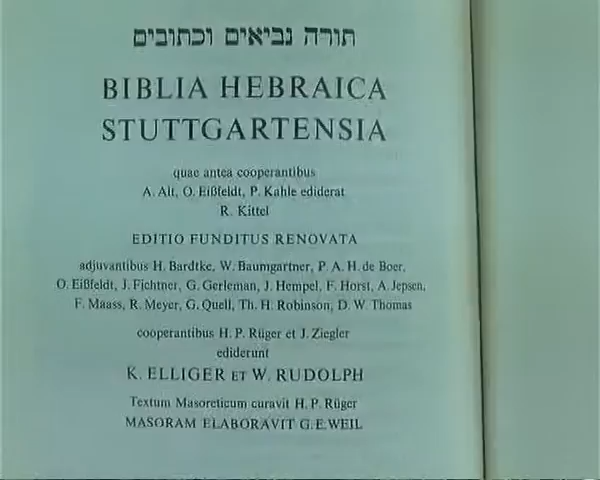 תורה נביאים וכתובים
BIBLIA HEBRAICA
STUTTGARTENSIA
quae antea cooperantibus
A. Alt, O. Eißfeldt, P. Kahle ediderat
R. Kittel
EDITIO FUNDITUS RENOVATA
adjuvantibus H. Bardtke, W. Baumgartner, P. A. H. de Boer,
O. Eißfeldt, J. Fichtner, G. Gerleman, J. Hempel, F. Horst, A. Jepsen,
F. Maass, R. Meyer, G. Quell, Th. H. Robinson, D. W. Thomas
cooperantibus H. P. Rüger et J. Ziegler
ediderunt
K. ELLIGER ET W. RUDOLPH
Textum Masoreticum curavit H. P. Rüger
MASORAM ELABORAVIT G. E. WEIL